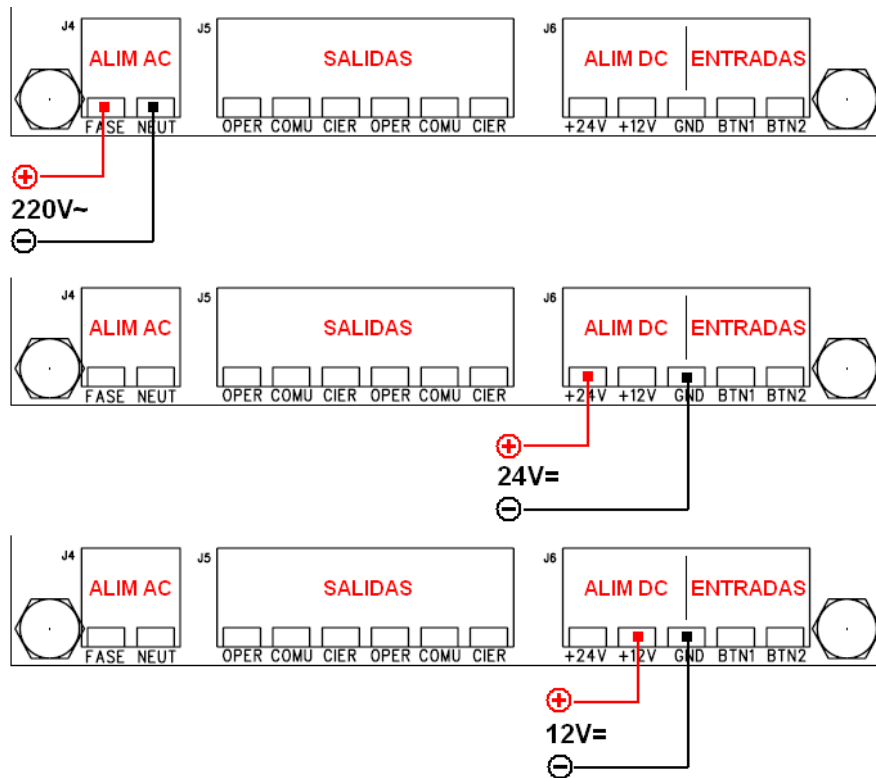 J4 J5 J6
ALIM AC SALIDAS ALIM DC ENTRADAS
FASE NEUT OPER COMU CIER OPER COMU CIER +24V +12V GND BTN1 BTN2
+
220V~
−
J4 J5 J6
ALIM AC SALIDAS ALIM DC ENTRADAS
FASE NEUT OPER COMU CIER OPER COMU CIER +24V +12V GND BTN1 BTN2
+
24V=
−
J4 J5 J6
ALIM AC SALIDAS ALIM DC ENTRADAS
FASE NEUT OPER COMU CIER OPER COMU CIER +24V +12V GND BTN1 BTN2
+
12V=
−